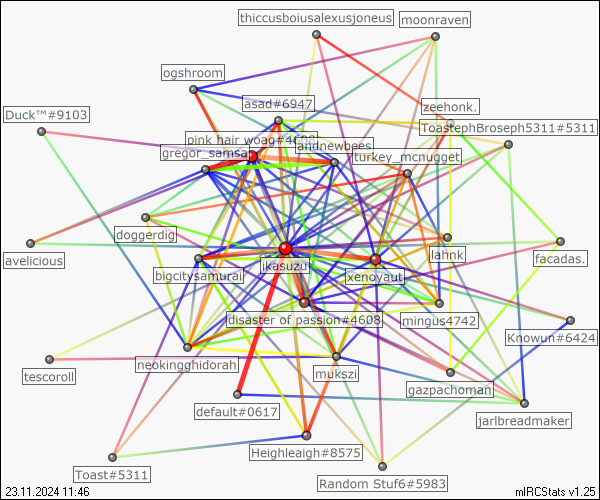 thiccusboiusalexusjoneus
moonraven
ogshroom
asad#6947
zeehonk.
Duck™#9103
ToastephBroseph5311#5311
pink hair woag#4608
andnewbees
gregor_samsa
turkey_mcnugget
doggerdig
lahnk
avelicious
facadas.
ikasuzu
bigcitysamurai
xenoyaut
disaster of passion#4608
mingus4742
Knowun#6424
neokingghidorah
mukszi
tescoroll
gazpachoman
default#0617
jarlbreadmaker
Heighleaigh#8575
Toast#5311
Random Stuf6#5983
23.11.2024 11:46
mIRCStats v1.25